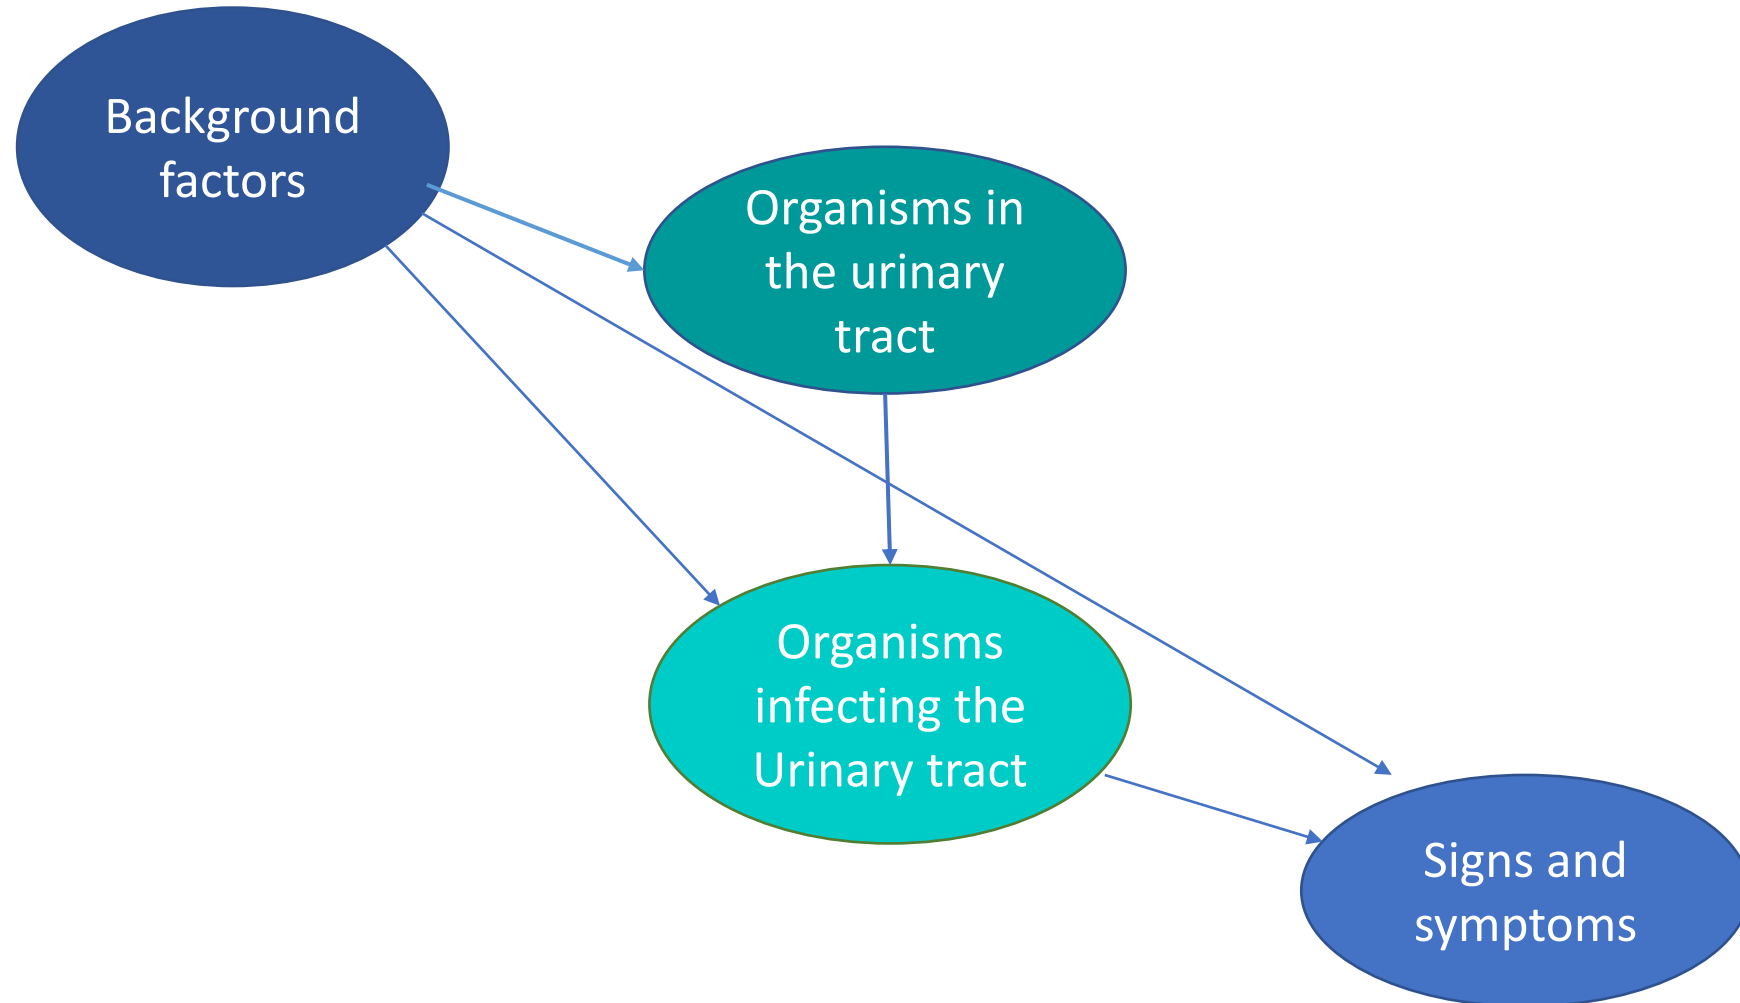 Background
factors
Organisms in
the urinary
tract
Organisms
infecting the
Urinary tract
Signs and
symptoms